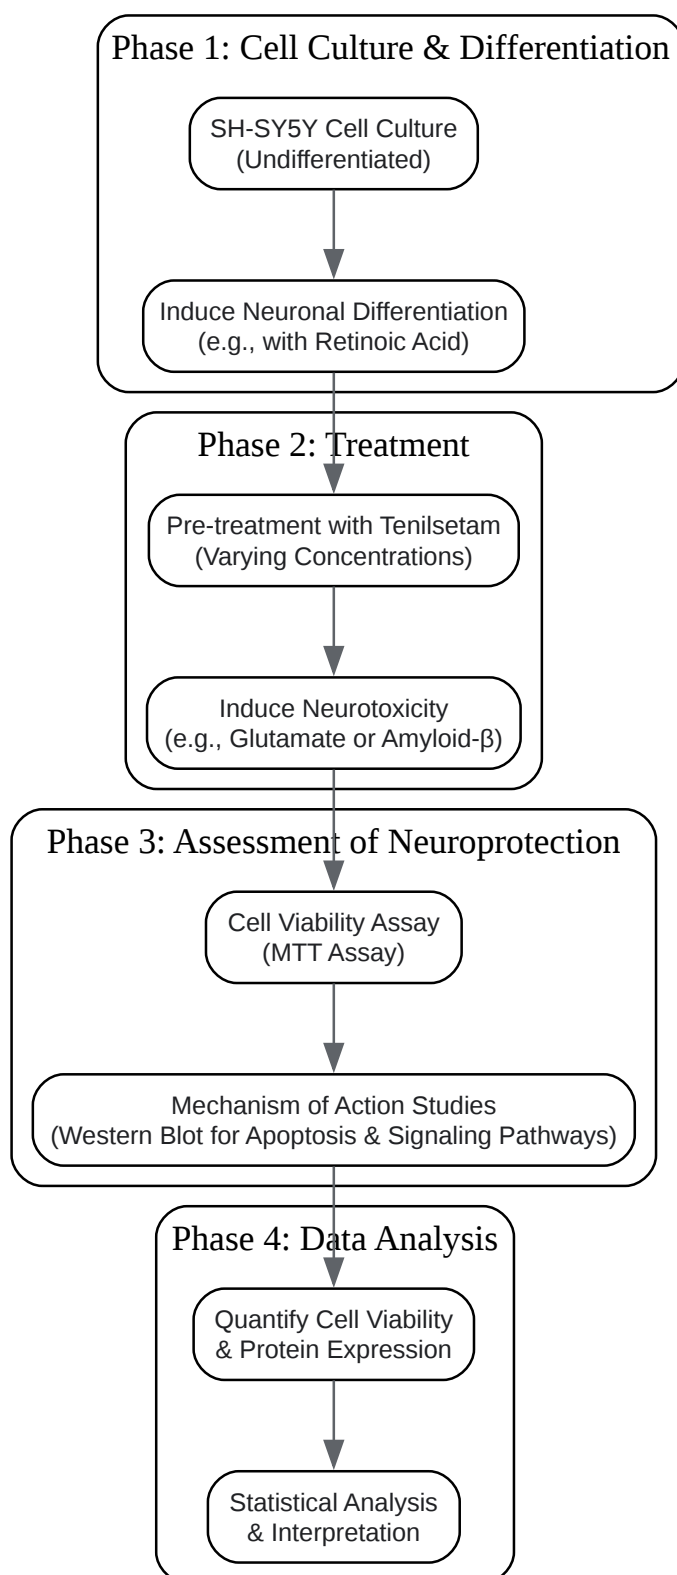 Phase 1: Cell Culture & Differentiation
SH-SY5Y Cell Culture
(Undifferentiated)
Induce Neuronal Differentiation
(e.g., with Retinoic Acid)
Phase 2: Treatment
Pre-treatment with Tenilsetam
(Varying Concentrations)
Induce Neurotoxicity
(e.g., Glutamate or Amyloid-β)
Phase 3: Assessment of Neuroprotection
Cell Viability Assay
(MTT Assay)
Mechanism of Action Studies
(Western Blot for Apoptosis & Signaling Pathways)
Phase 4: Data Analysis
Quantify Cell Viability
& Protein Expression
Statistical Analysis
& Interpretation